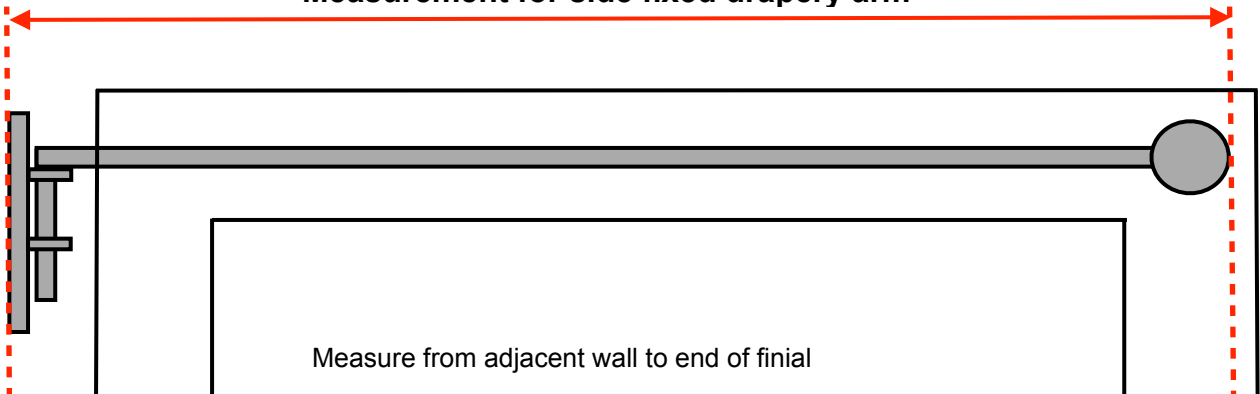 Measurement for side fixed drapery arm
Measure from adjacent wall to end of finial